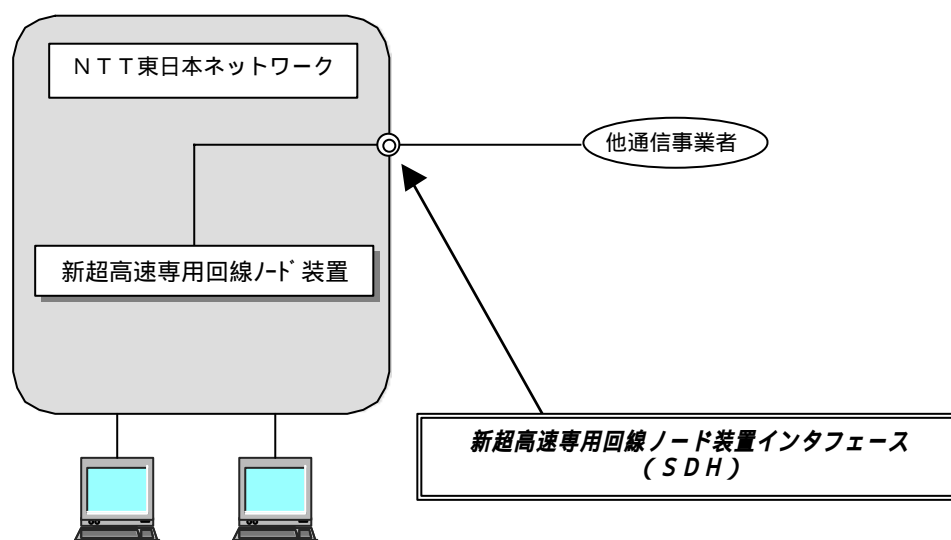 ＮＴＴ東日本ネットワーク
他通信事業者
新超高速専用回線ﾉｰﾄﾞ装置
新超高速専用回線ノード装置インタフェース
（ＳＤＨ）